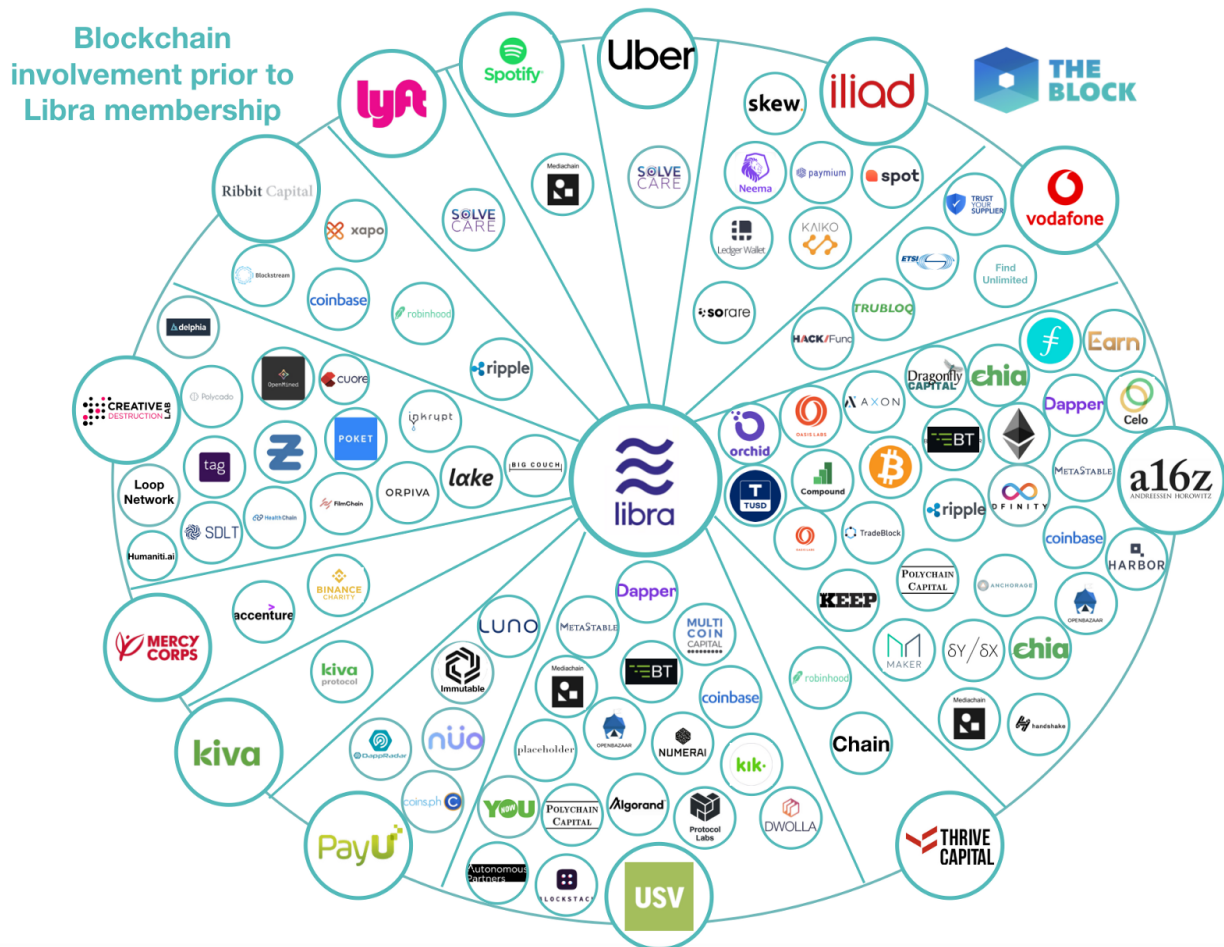 Blockchain
involvement prior to
Libra membership
THE
BLOCK
Uber
Spotify
lyft
iliad
skew.
Ribbit Capital
Mediachain
SOLVE
CARE
Neema
paymium
spot
TRUST
YOUR
SUPPLIER
vodafone
xapo
SOLVE
CARE
Ledger Wallet
KAIKO
ETSI
Find
Unlimited
Blockstream
coinbase
robinhood
sorare
TRUBLOQ
HACK/Fund
delphia
ripple
Dragonfly
CAPITAL
chia
Earn
OpenMined
cuore
CREATIVE
DESTRUCTION
LAB
Polycado
inkrypt
orchid
OASIS LABS
AXON
BT
Dapper
Celo
POKET
tag
Loop
Network
ORPIVA
lake
BIG COUCH
libra
T
TUSD
Compound
METASTABLE
a16z
ANDREESSEN HOROWITZ
FilmChain
HealthChain
SDLT
ripple
DFINITY
TradeBlock
coinbase
HARBOR
Humaniti.ai
BINANCE
CHARITY
accenture
Dapper
KEEP
POLYCHAIN
CAPITAL
ANCHORAGE
OPENBAZAAR
MERCY
CORPS
LUNO
METASTABLE
MULTI
COIN
CAPITAL
MAKER
δY/δX
chia
kiva
protocol
Immutable
Mediachain
BT
coinbase
robinhood
Mediachain
handshake
kiva
DappRadar
nüo
placeholder
OPENBAZAAR
NUMERAI
kik.
Chain
coins.ph
YOU
NOW
POLYCHAIN
CAPITAL
Algorand
Protocol
Labs
DWOLLA
PayU
THRIVE
CAPITAL
Autonomous
Partners
BLOCKSTACK
USV